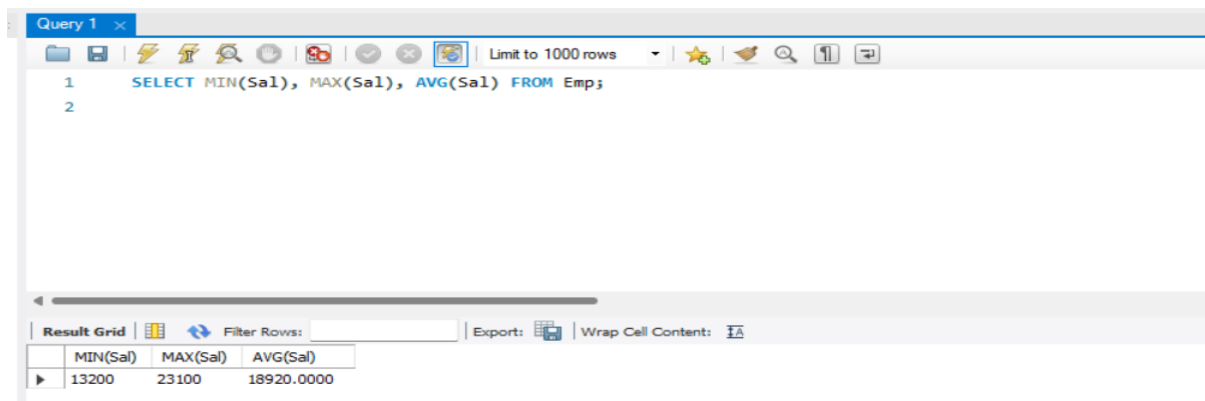 Query 1 ×
Limit to 1000 rows
1 SELECT MIN(Sal), MAX(Sal), AVG(Sal) FROM Emp;
2
Result Grid Filter Rows: Export: Wrap Cell Content: IA
MIN(Sal) MAX(Sal) AVG(Sal)
13200 23100 18920.0000